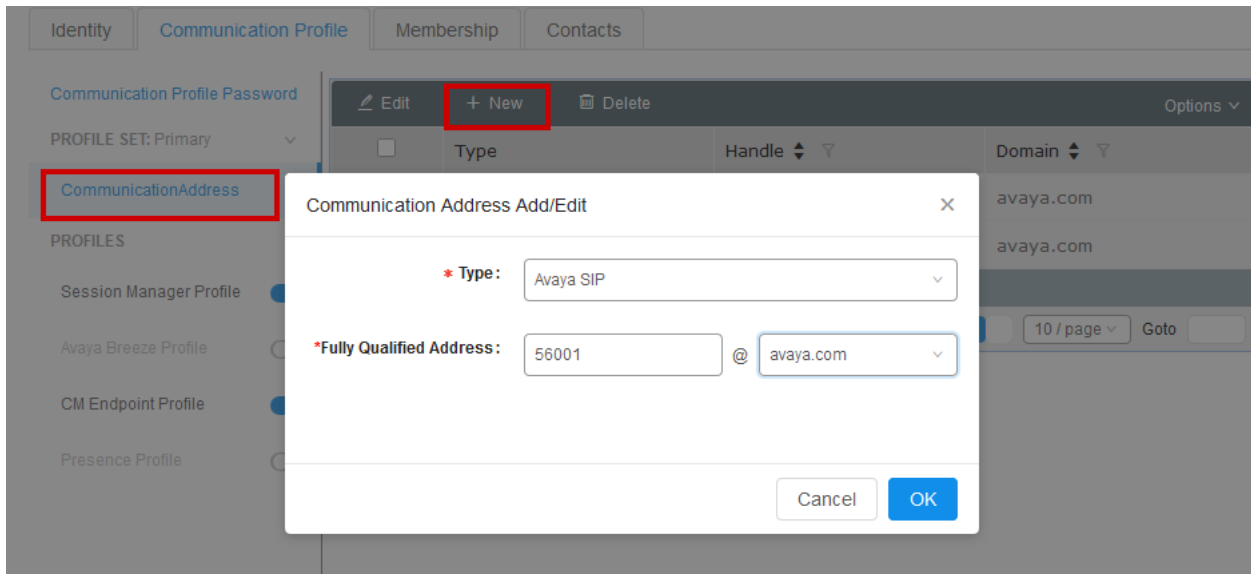 Identity Communication Profile Membership Contacts
Communication Profile Password
Edit + New Delete Options
PROFILE SET: Primary
Type Handle Domain
CommunicationAddress
avaya.com
Communication Address Add/Edit
PROFILES
avaya.com
* Type: Avaya SIP
Session Manager Profile
10 / page Goto
*Fully Qualified Address: 56001 @ avaya.com
Avaya Breeze Profile
CM Endpoint Profile
Presence Profile
Cancel OK